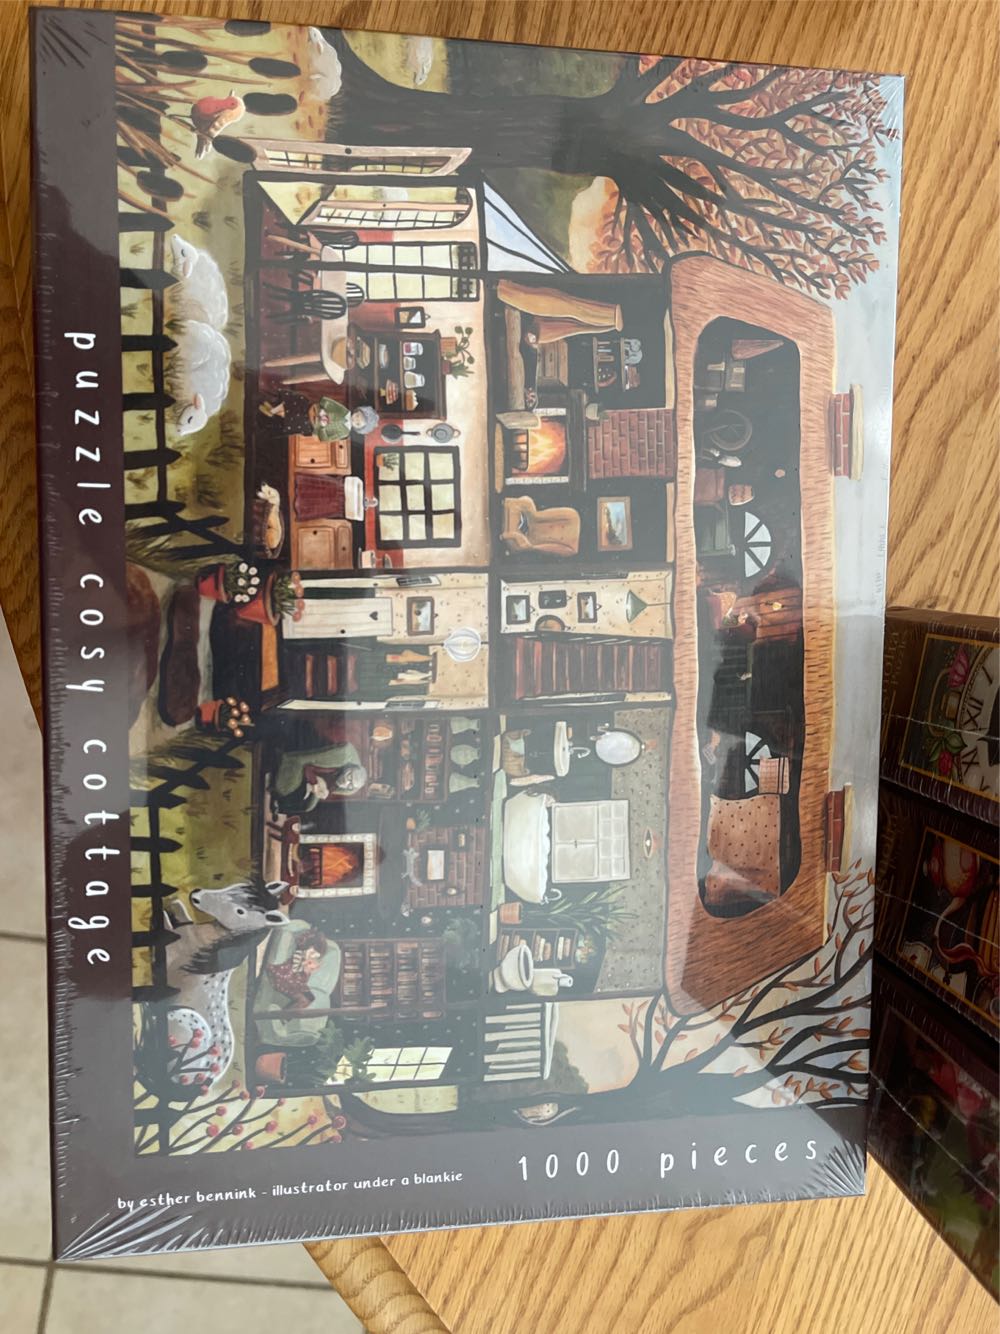 puzzle cosy cottage
1000 pieces
by esther bennink - illustrator under a blankie